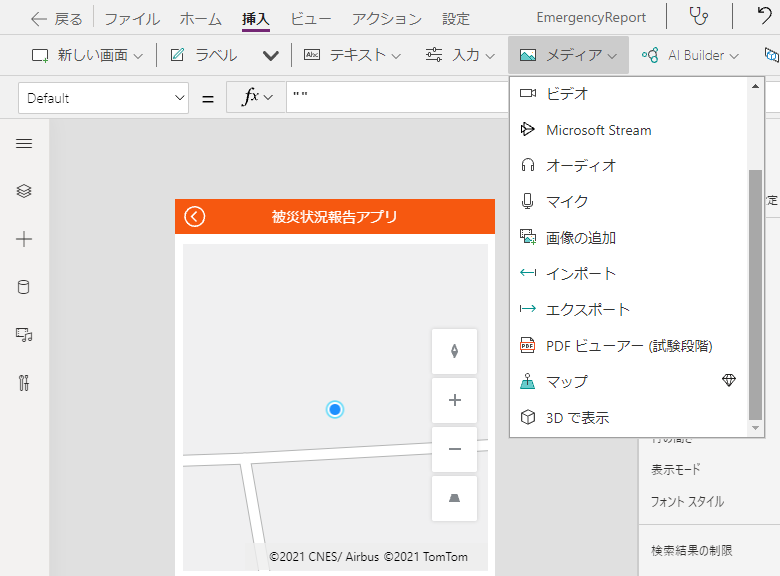 戻る ファイル ホーム 挿入 ビュー アクション 設定 EmergencyReport
新しい画面 ラベル Abc テキスト 入力 メディア AI Builder
Default = fx ""
ビデオ
Microsoft Stream
オーディオ
マイク
画像の追加
インポート
エクスポート
PDF PDF ビューアー (試験段階)
マップ
3D で表示
被災状況報告アプリ
©2021 CNES/ Airbus ©2021 TomTom
行の高さ
表示モード
フォント スタイル
検索結果の制限